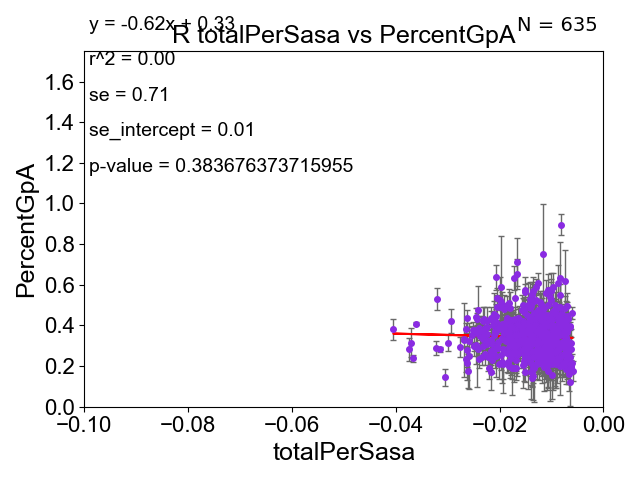 y = -0.62x + 0.33
R totalPerSasa vs PercentGpA
N = 635
r^2 = 0.00
se = 0.71
se_intercept = 0.01
p-value = 0.383676373715955
PercentGpA
1.6
1.4
1.2
1.0
0.8
0.6
0.4
0.2
0.0
−0.10
−0.08
−0.06
−0.04
−0.02
0.00
totalPerSasa